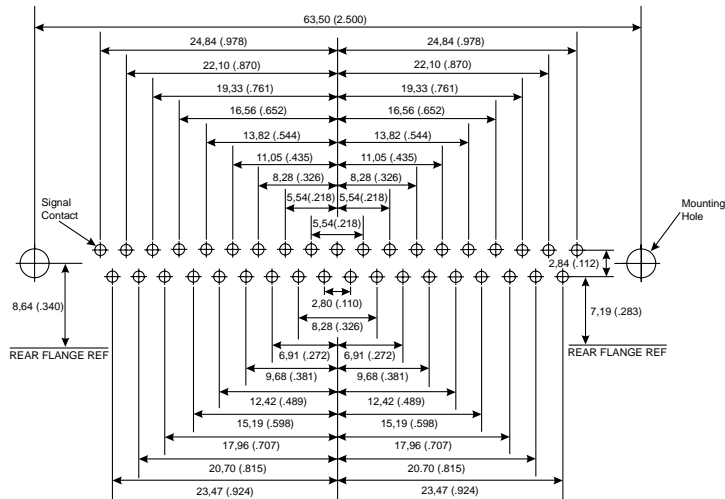 63,50 (2.500)
24,84 (.978) 24,84 (.978)
22,10 (.870) 22,10 (.870)
19,33 (.761) 19,33 (.761)
16,56 (.652) 16,56 (.652)
13,82 (.544) 13,82 (.544)
11,05 (.435) 11,05 (.435)
8,28 (.326) 8,28 (.326)
5,54(.218) 5,54(.218)
5,54(.218)
Signal
Contact
Mounting
Hole
2,84 (.112)
8,64 (.340)
2,80 (.110)
7,19 (.283)
8,28 (.326)
REAR FLANGE REF
REAR FLANGE REF
6,91 (.272) 6,91 (.272)
9,68 (.381) 9,68 (.381)
12,42 (.489) 12,42 (.489)
15,19 (.598) 15,19 (.598)
17,96 (.707) 17,96 (.707)
20,70 (.815) 20,70 (.815)
23,47 (.924) 23,47 (.924)